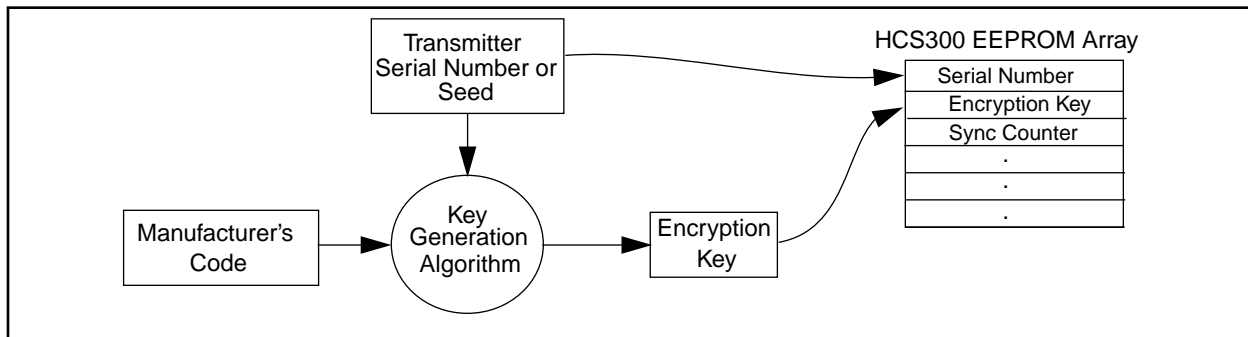 Transmitter
Serial Number or
Seed
HCS300 EEPROM Array
Serial Number
Encryption Key
Sync Counter
.
.
.
Manufacturer's
Code
Key
Generation
Algorithm
Encryption
Key